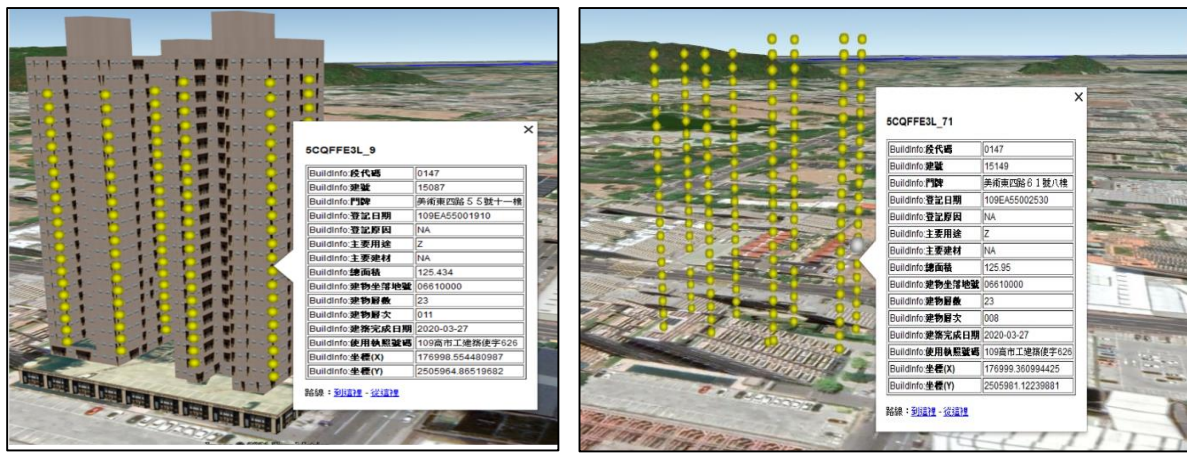 5CQFFE3L_9
BuildInfo:段代碼 0147
BuildInfo:建號 15087
BuildInfo:門牌 美術東四路５５號十一樓
BuildInfo:登記日期 109EA55001910
BuildInfo:登記原因 NA
BuildInfo:主要用途 Z
BuildInfo:主要建材 NA
BuildInfo:總面積 125.434
BuildInfo:建物坐落地號 06610000
BuildInfo:建物層數 23
BuildInfo:建物層次 011
BuildInfo:建築完成日期 2020-03-27
BuildInfo:使用執照號碼 109高市工建築使字626
BuildInfo:坐標(X) 176998.554480987
BuildInfo:坐標(Y) 2505964.86519682
路線：到這裡 - 從這裡
5CQFFE3L_71
BuildInfo:段代碼 0147
BuildInfo:建號 15149
BuildInfo:門牌 美術東四路６１號八樓
BuildInfo:登記日期 109EA55002530
BuildInfo:登記原因 NA
BuildInfo:主要用途 Z
BuildInfo:主要建材 NA
BuildInfo:總面積 125.95
BuildInfo:建物坐落地號 06610000
BuildInfo:建物層數 23
BuildInfo:建物層次 008
BuildInfo:建築完成日期 2020-03-27
BuildInfo:使用執照號碼 109高市工建築使字626
BuildInfo:坐標(X) 176999.360994425
BuildInfo:坐標(Y) 2505981.12239881
路線：到這裡 - 從這裡